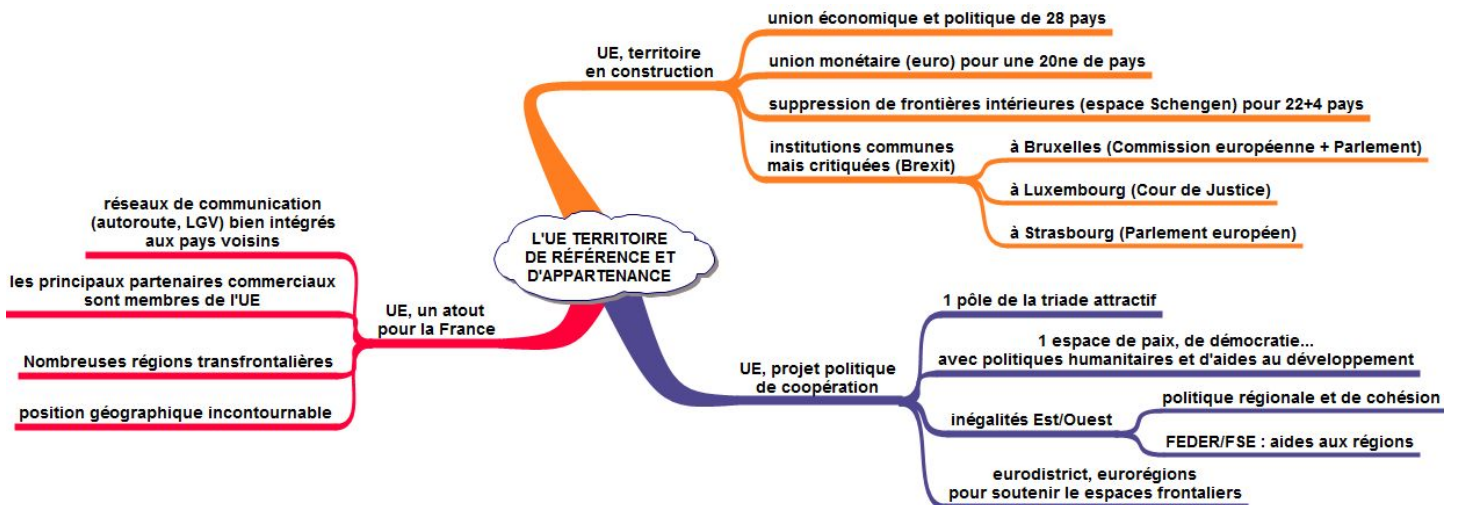 L'UE TERRITOIRE
DE RÉFÉRENCE ET
D'APPARTENANCE
UE, territoire
en construction
union économique et politique de 28 pays
union monétaire (euro) pour une 20ne de pays
suppression de frontières intérieures (espace Schengen) pour 22+4 pays
institutions communes
mais critiquées (Brexit)
à Bruxelles (Commission européenne + Parlement)
à Luxembourg (Cour de Justice)
à Strasbourg (Parlement européen)
UE, projet politique
de coopération
1 pôle de la triade attractif
1 espace de paix, de démocratie...
avec politiques humanitaires et d'aides au développement
inégalités Est/Ouest
politique régionale et de cohésion
FEDER/FSE : aides aux régions
eurodistrict, eurorégions
pour soutenir le espaces frontaliers
UE, un atout
pour la France
réseaux de communication
(autoroute, LGV) bien intégrés
aux pays voisins
les principaux partenaires commerciaux
sont membres de l'UE
Nombreuses régions transfrontalières
position géographique incontournable